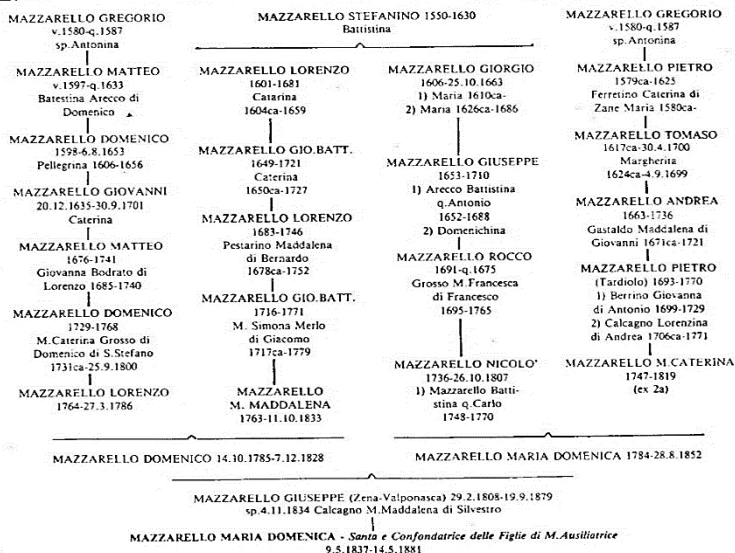 MAZZARELLO GREGORIO
v.1580-q.1587
sp.Antonina
MAZZARELLO MATTEO
v.1597-q.1633
Batestina Arecco di
Domenico
MAZZARELLO DOMENICO
1598-6.8.1653
Pellegrina 1606-1656
MAZZARELLO GIOVANNI
20.12.1635-30.9.1701
Caterina
MAZZARELLO MATTEO
1676-1741
Giovanna Bodrato di
Lorenzo 1685-1740
MAZZARELLO DOMENICO
1729-1768
M.Caterina Grosso di
Domenico di S.Stefano
1731ca-25.9.1800
MAZZARELLO LORENZO
1764-27.3.1786
MAZZARELLO STEFANINO 1550-1630
Battistina
MAZZARELLO LORENZO
1601-1681
Catarina
1604ca-1659
MAZZARELLO GIO.BATT.
1649-1721
Caterina
1650ca-1727
MAZZARELLO LORENZO
1683-1746
Pestarino Maddalena
di Bernardo
1678ca-1752
MAZZARELLO GIO.BATT.
1716-1771
M. Simona Merlo
di Giacomo
1717ca-1779
MAZZARELLO
M. MADDALENA
1763-11.10.1833
MAZZARELLO GIORGIO
1606-25.10.1663
1) Maria 1610ca-
2) Maria 1626ca-1686
MAZZARELLO GIUSEPPE
1653-1710
1) Arecco Battistina
q.Antonio
1652-1688
2) Domenichina
MAZZARELLO ROCCO
1691-q.1675
Grosso M.Francesca
di Francesco
1695-1765
MAZZARELLO NICOLO'
1736-26.10.1807
1) Mazzarello Batti-
stina q.Carlo
1748-1770
MAZZARELLO GREGORIO
v.1580-q.1587
sp.Antonina
MAZZARELLO PIETRO
1579ca-1625
Ferretino Caterina di
Zane Maria 1580ca-
MAZZARELLO TOMASO
1617ca-30.4.1700
Margherita
1624ca-4.9.1699
MAZZARELLO ANDREA
1663-1736
Gastaldo Maddalena di
Giovanni 1671ca-1721
MAZZARELLO PIETRO
(Tardiolo) 1693-1770
1) Berrino Giovanna
di Antonio 1699-1729
2) Calcagno Lorenzina
di Andrea 1706ca-1771
MAZZARELLO M.CATERINA
1747-1819
(ex 2a)
MAZZARELLO DOMENICO 14.10.1785-7.12.1828
MAZZARELLO MARIA DOMENICA 1784-28.8.1852
MAZZARELLO GIUSEPPE (Zena-Valponasca) 29.2.1808-19.9.1879
sp.4.11.1834 Calcagno M.Maddalena di Silvestro
MAZZARELLO MARIA DOMENICA - Santa e Confondatrice delle Figlie di M.Ausiliatrice
9.5.1837-14.5.1881